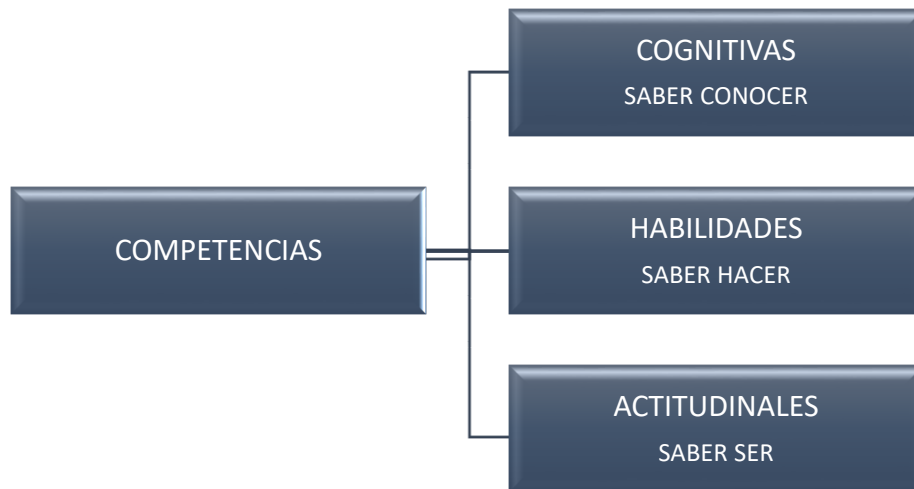 COMPETENCIAS
COGNITIVAS
SABER CONOCER
HABILIDADES
SABER HACER
ACTITUDINALES
SABER SER